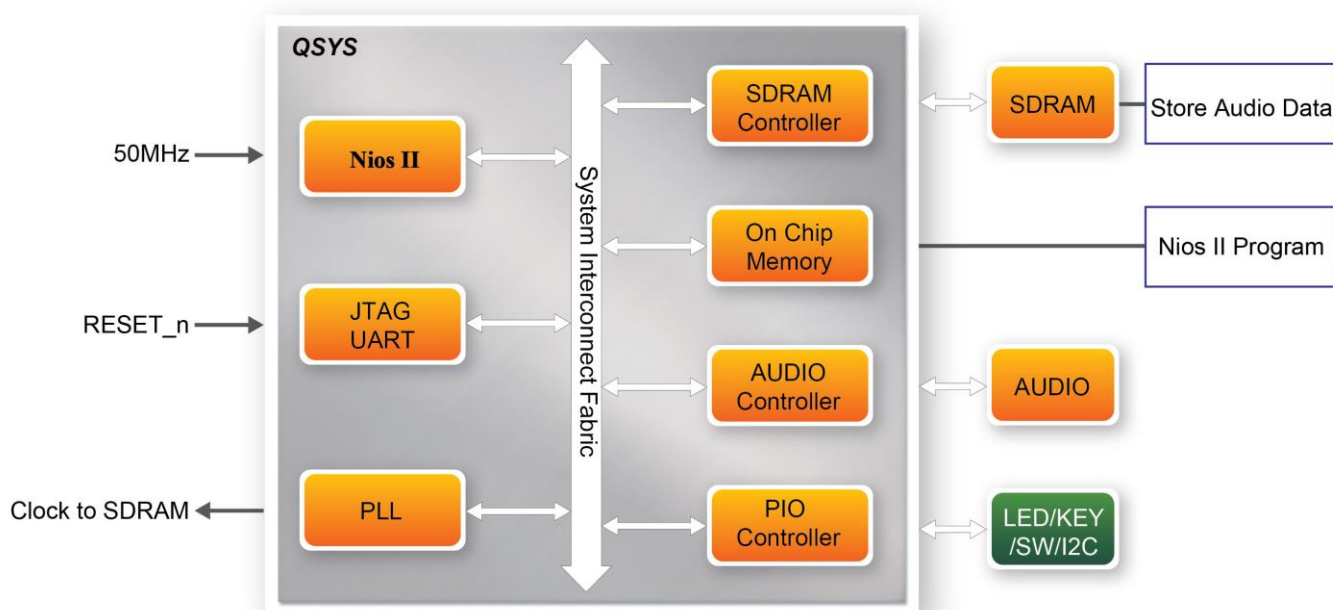 QSYS
50MHz
Nios II
SDRAM
Controller
SDRAM
Store Audio Data
System Interconnect Fabric
On Chip
Memory
Nios II Program
RESET_n
JTAG
UART
AUDIO
Controller
AUDIO
Clock to SDRAM
PLL
PIO
Controller
LED/KEY
/SW/I2C